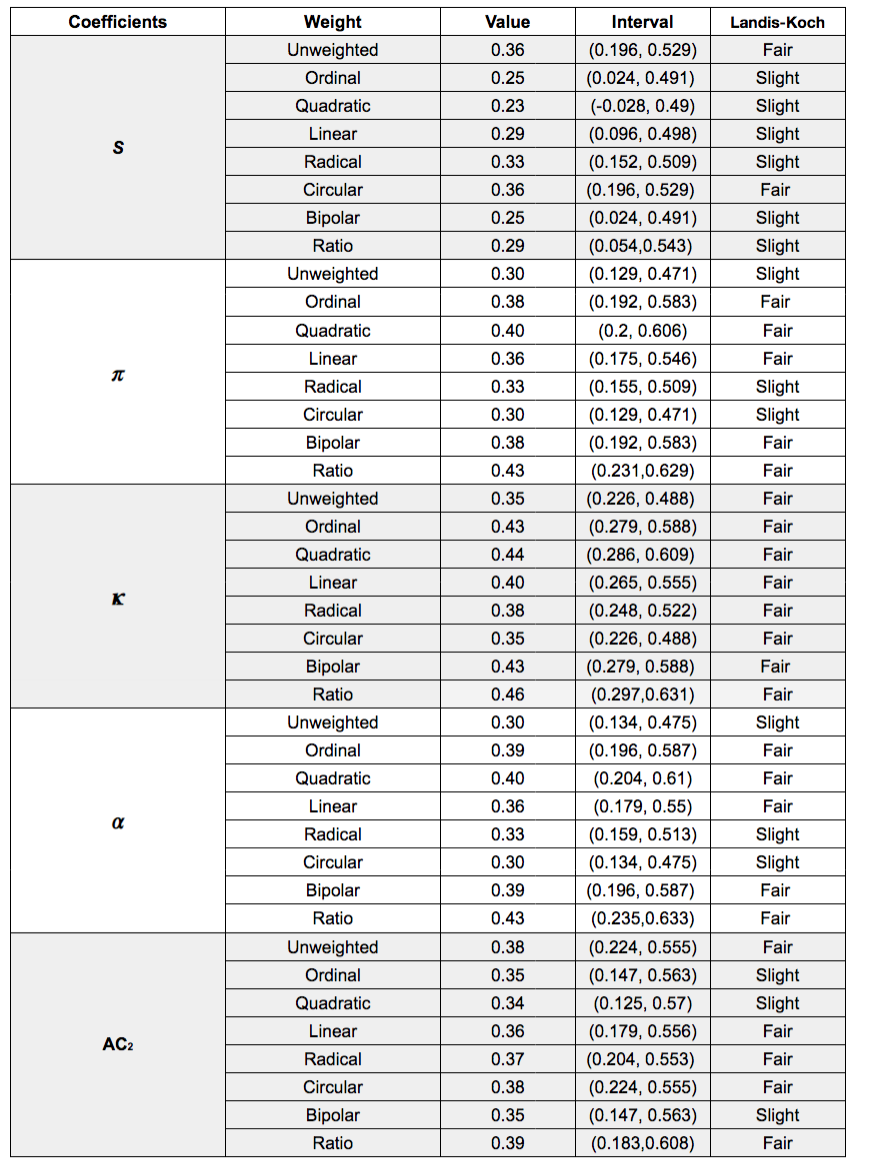 Coefficients Weight Value Interval Landis-Koch
Unweighted 0.36 (0.196, 0.529) Fair
Ordinal 0.25 (0.024, 0.491) Slight
Quadratic 0.23 (-0.028, 0.49) Slight
S Linear 0.29 (0.096, 0.498) Slight
Radical 0.33 (0.152, 0.509) Slight
Circular 0.36 (0.196, 0.529) Fair
Bipolar 0.25 (0.024, 0.491) Slight
Ratio 0.29 (0.054,0.543) Slight
Unweighted 0.30 (0.129, 0.471) Slight
Ordinal 0.38 (0.192, 0.583) Fair
Quadratic 0.40 (0.2, 0.606) Fair
π Linear 0.36 (0.175, 0.546) Fair
Radical 0.33 (0.155, 0.509) Slight
Circular 0.30 (0.129, 0.471) Slight
Bipolar 0.38 (0.192, 0.583) Fair
Ratio 0.43 (0.231,0.629) Fair
Unweighted 0.35 (0.226, 0.488) Fair
Ordinal 0.43 (0.279, 0.588) Fair
Quadratic 0.44 (0.286, 0.609) Fair
κ Linear 0.40 (0.265, 0.555) Fair
Radical 0.38 (0.248, 0.522) Fair
Circular 0.35 (0.226, 0.488) Fair
Bipolar 0.43 (0.279, 0.588) Fair
Ratio 0.46 (0.297,0.631) Fair
Unweighted 0.30 (0.134, 0.475) Slight
Ordinal 0.39 (0.196, 0.587) Fair
Quadratic 0.40 (0.204, 0.61) Fair
α Linear 0.36 (0.179, 0.55) Fair
Radical 0.33 (0.159, 0.513) Slight
Circular 0.30 (0.134, 0.475) Slight
Bipolar 0.39 (0.196, 0.587) Fair
Ratio 0.43 (0.235,0.633) Fair
Unweighted 0.38 (0.224, 0.555) Fair
Ordinal 0.35 (0.147, 0.563) Slight
Quadratic 0.34 (0.125, 0.57) Slight
AC₂ Linear 0.36 (0.179, 0.556) Fair
Radical 0.37 (0.204, 0.553) Fair
Circular 0.38 (0.224, 0.555) Fair
Bipolar 0.35 (0.147, 0.563) Slight
Ratio 0.39 (0.183,0.608) Fair